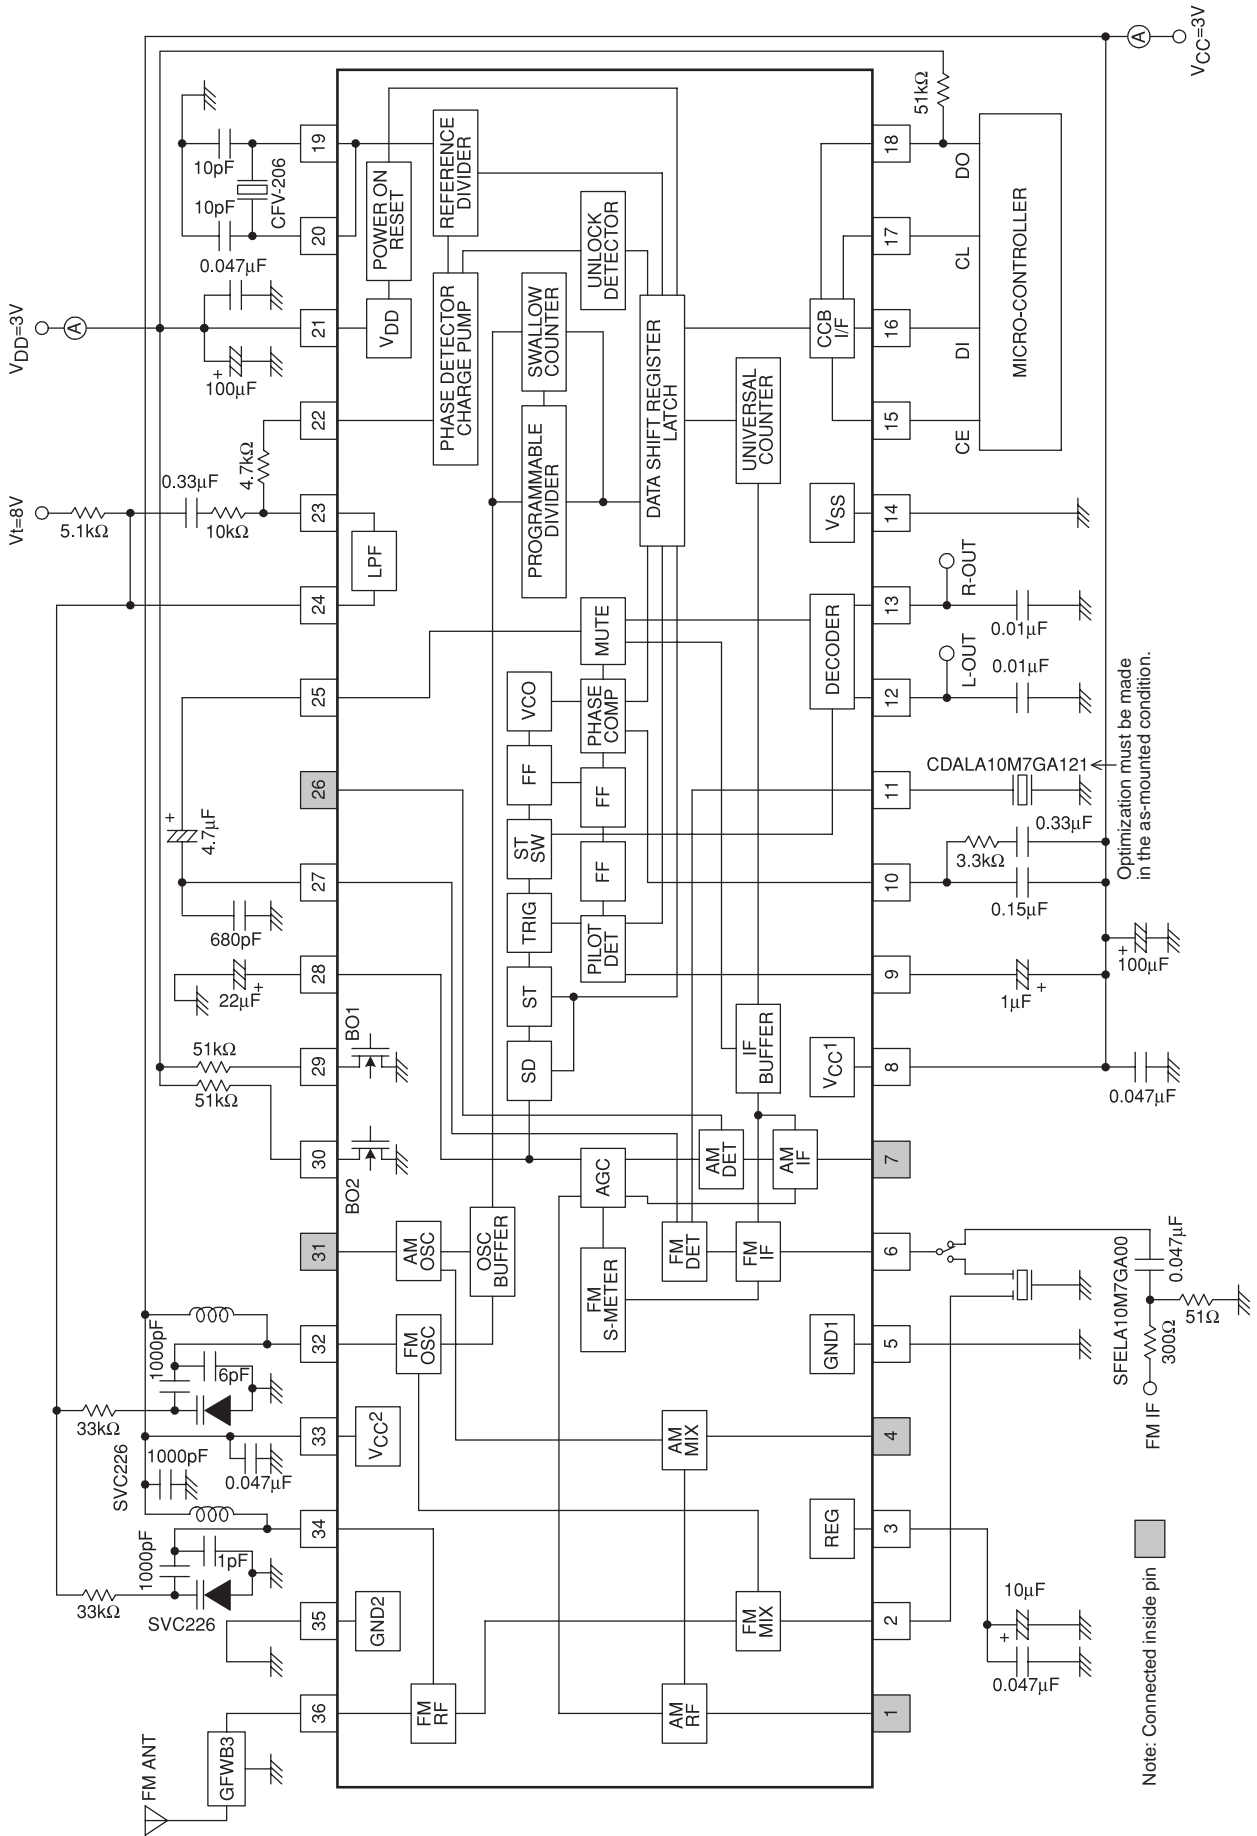 FM ANT
GFWB3
36
35
34
33
32
31
30
29
28
27
26
25
24
23
22
21
20
19
33kΩ
SVC226
1000pF
1pF
SVC226
1000pF
0.047μF
33kΩ
1000pF
6pF
51kΩ
51kΩ
BO2
BO1
22μF
+
680pF
4.7μF
+
Vt=8V
5.1kΩ
0.33μF
10kΩ
4.7kΩ
VDD=3V
A
100μF
+
0.047μF
10pF
10pF
CFV-206
FM
RF
GND2
VCC2
FM
OSC
AM
OSC
OSC
BUFFER
LPF
VDD
POWER ON
RESET
PHASE DETECTOR
CHARGE PUMP
REFERENCE
DIVIDER
SD
ST
TRIG
ST
SW
FF
VCO
PROGRAMMABLE
DIVIDER
SWALLOW
COUNTER
FM
S-METER
AGC
PILOT
DET
FF
FF
PHASE
COMP
MUTE
UNLOCK
DETECTOR
DATA SHIFT REGISTER
LATCH
AM
RF
AM
MIX
FM
DET
AM
DET
FM
MIX
FM
IF
AM
IF
IF
BUFFER
UNIVERSAL
COUNTER
REG
GND1
VCC1
DECODER
VSS
CCB
I/F
1
2
3
4
5
6
7
8
9
10
11
12
13
14
15
16
17
18
0.047μF
10μF
+
FM IF
300Ω
51Ω
SFELA10M7GA00
0.047μF
0.047μF
1μF
+
100μF
+
0.15μF
3.3kΩ
0.33μF
CDALA10M7GA121
Optimization must be made
in the as-mounted condition.
L-OUT
0.01μF
R-OUT
0.01μF
CE
DI
CL
DO
MICRO-CONTROLLER
51kΩ
A
VCC=3V
Note: Connected inside pin